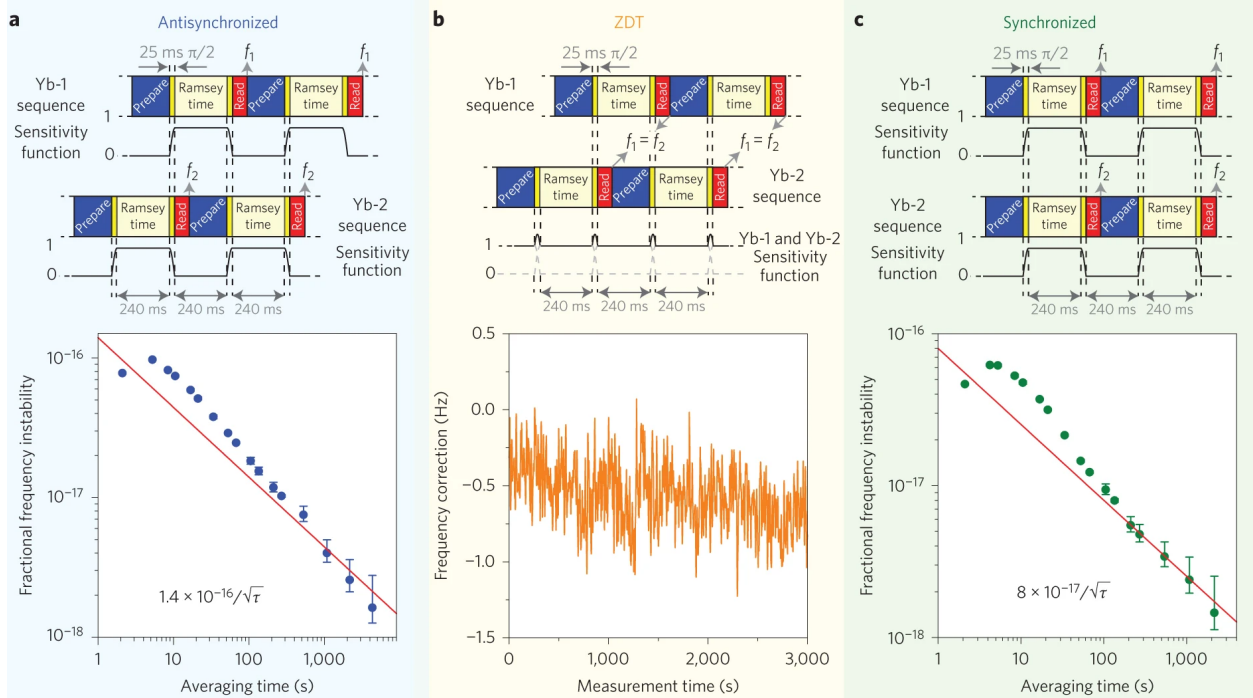 a
Antisynchronized
25 ms π/2
f1
f1
Yb-1
sequence
Prepare
Ramsey
time
Read
Prepare
Ramsey
time
Read
Sensitivity
function
1
0
f2
f2
Prepare
Ramsey
time
Read
Prepare
Ramsey
time
Read
Yb-2
sequence
1
0
Sensitivity
function
240 ms
240 ms
240 ms
Fractional frequency instability
10⁻¹⁶
10⁻¹⁷
10⁻¹⁸
1.4 × 10⁻¹⁶/√τ
1
10
100
1,000
Averaging time (s)
b
ZDT
25 ms π/2
Yb-1
sequence
Prepare
Ramsey
time
Read
Prepare
Ramsey
time
Read
f1 = f2
f1 = f2
Prepare
Ramsey
time
Read
Prepare
Ramsey
time
Read
Yb-2
sequence
1
0
Yb-1 and Yb-2
Sensitivity
function
240 ms
240 ms
240 ms
Frequency correction (Hz)
0.5
0.0
−0.5
−1.0
−1.5
0
1,000
2,000
3,000
Measurement time (s)
c
Synchronized
25 ms π/2
f1
f1
Yb-1
sequence
Prepare
Ramsey
time
Read
Prepare
Ramsey
time
Read
Sensitivity
function
1
0
f2
f2
Yb-2
sequence
Prepare
Ramsey
time
Read
Prepare
Ramsey
time
Read
Sensitivity
function
1
0
240 ms
240 ms
240 ms
Fractional frequency instability
10⁻¹⁶
10⁻¹⁷
10⁻¹⁸
8 × 10⁻¹⁷/√τ
1
10
100
1,000
Averaging time (s)